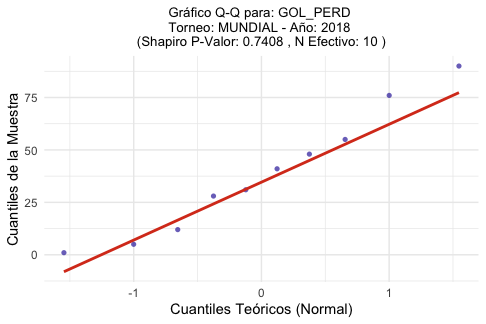 Gráfico Q-Q para: GOL_PERD
Torneo: MUNDIAL - Año: 2018
(Shapiro P-Valor: 0.7408 , N Efectivo: 10 )
Cuantiles de la Muestra
75
50
25
0
-1
0
1
Cuantiles Teóricos (Normal)